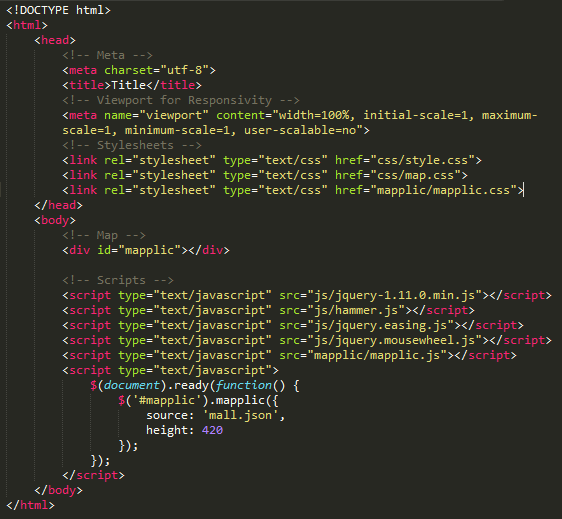 <!DOCTYPE html>
<html>
<head>
<!-- Meta -->
<meta charset="utf-8">
<title>Title</title>
<!-- Viewport for Responsivity -->
<meta name="viewport" content="width=100%, initial-scale=1, maximum-
scale=1, minimum-scale=1, user-scalable=no">
<!-- Stylesheets -->
<link rel="stylesheet" type="text/css" href="css/style.css">
<link rel="stylesheet" type="text/css" href="css/map.css">
<link rel="stylesheet" type="text/css" href="mapplic/mapplic.css">
</head>
<body>
<!-- Map -->
<div id="mapplic"></div>
<!-- Scripts -->
<script type="text/javascript" src="js/jquery-1.11.0.min.js"></script>
<script type="text/javascript" src="js/hammer.js"></script>
<script type="text/javascript" src="js/jquery.easing.js"></script>
<script type="text/javascript" src="js/jquery.mousewheel.js"></script>
<script type="text/javascript" src="mapplic/mapplic.js"></script>
<script type="text/javascript">
$(document).ready(function() {
$('#mapplic').mapplic({
source: 'mall.json',
height: 420
});
});
</script>
</body>
</html>